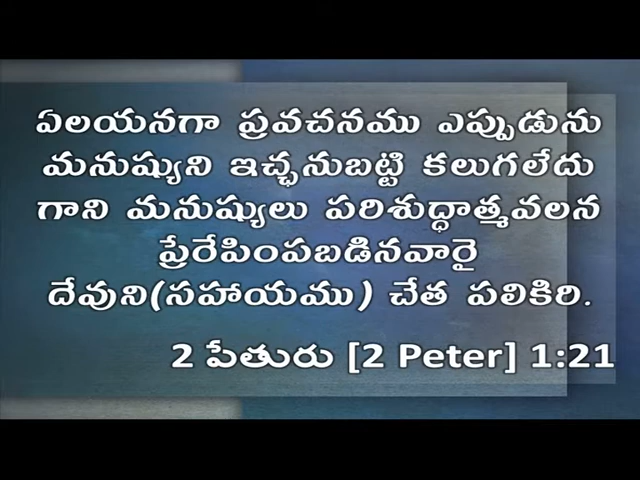 ఏలయనగా ప్రవచనము ఎప్పుడును
మనుష్యుని ఇచ్ఛనుబట్టి కలుగలేదు
గాని మనుష్యులు పరిశుద్ధాత్మవలన
ప్రేరేపింపబడినవారై
దేవుని(సహాయము) చేత పలికిరి.
2 పేతురు [2 Peter] 1:21